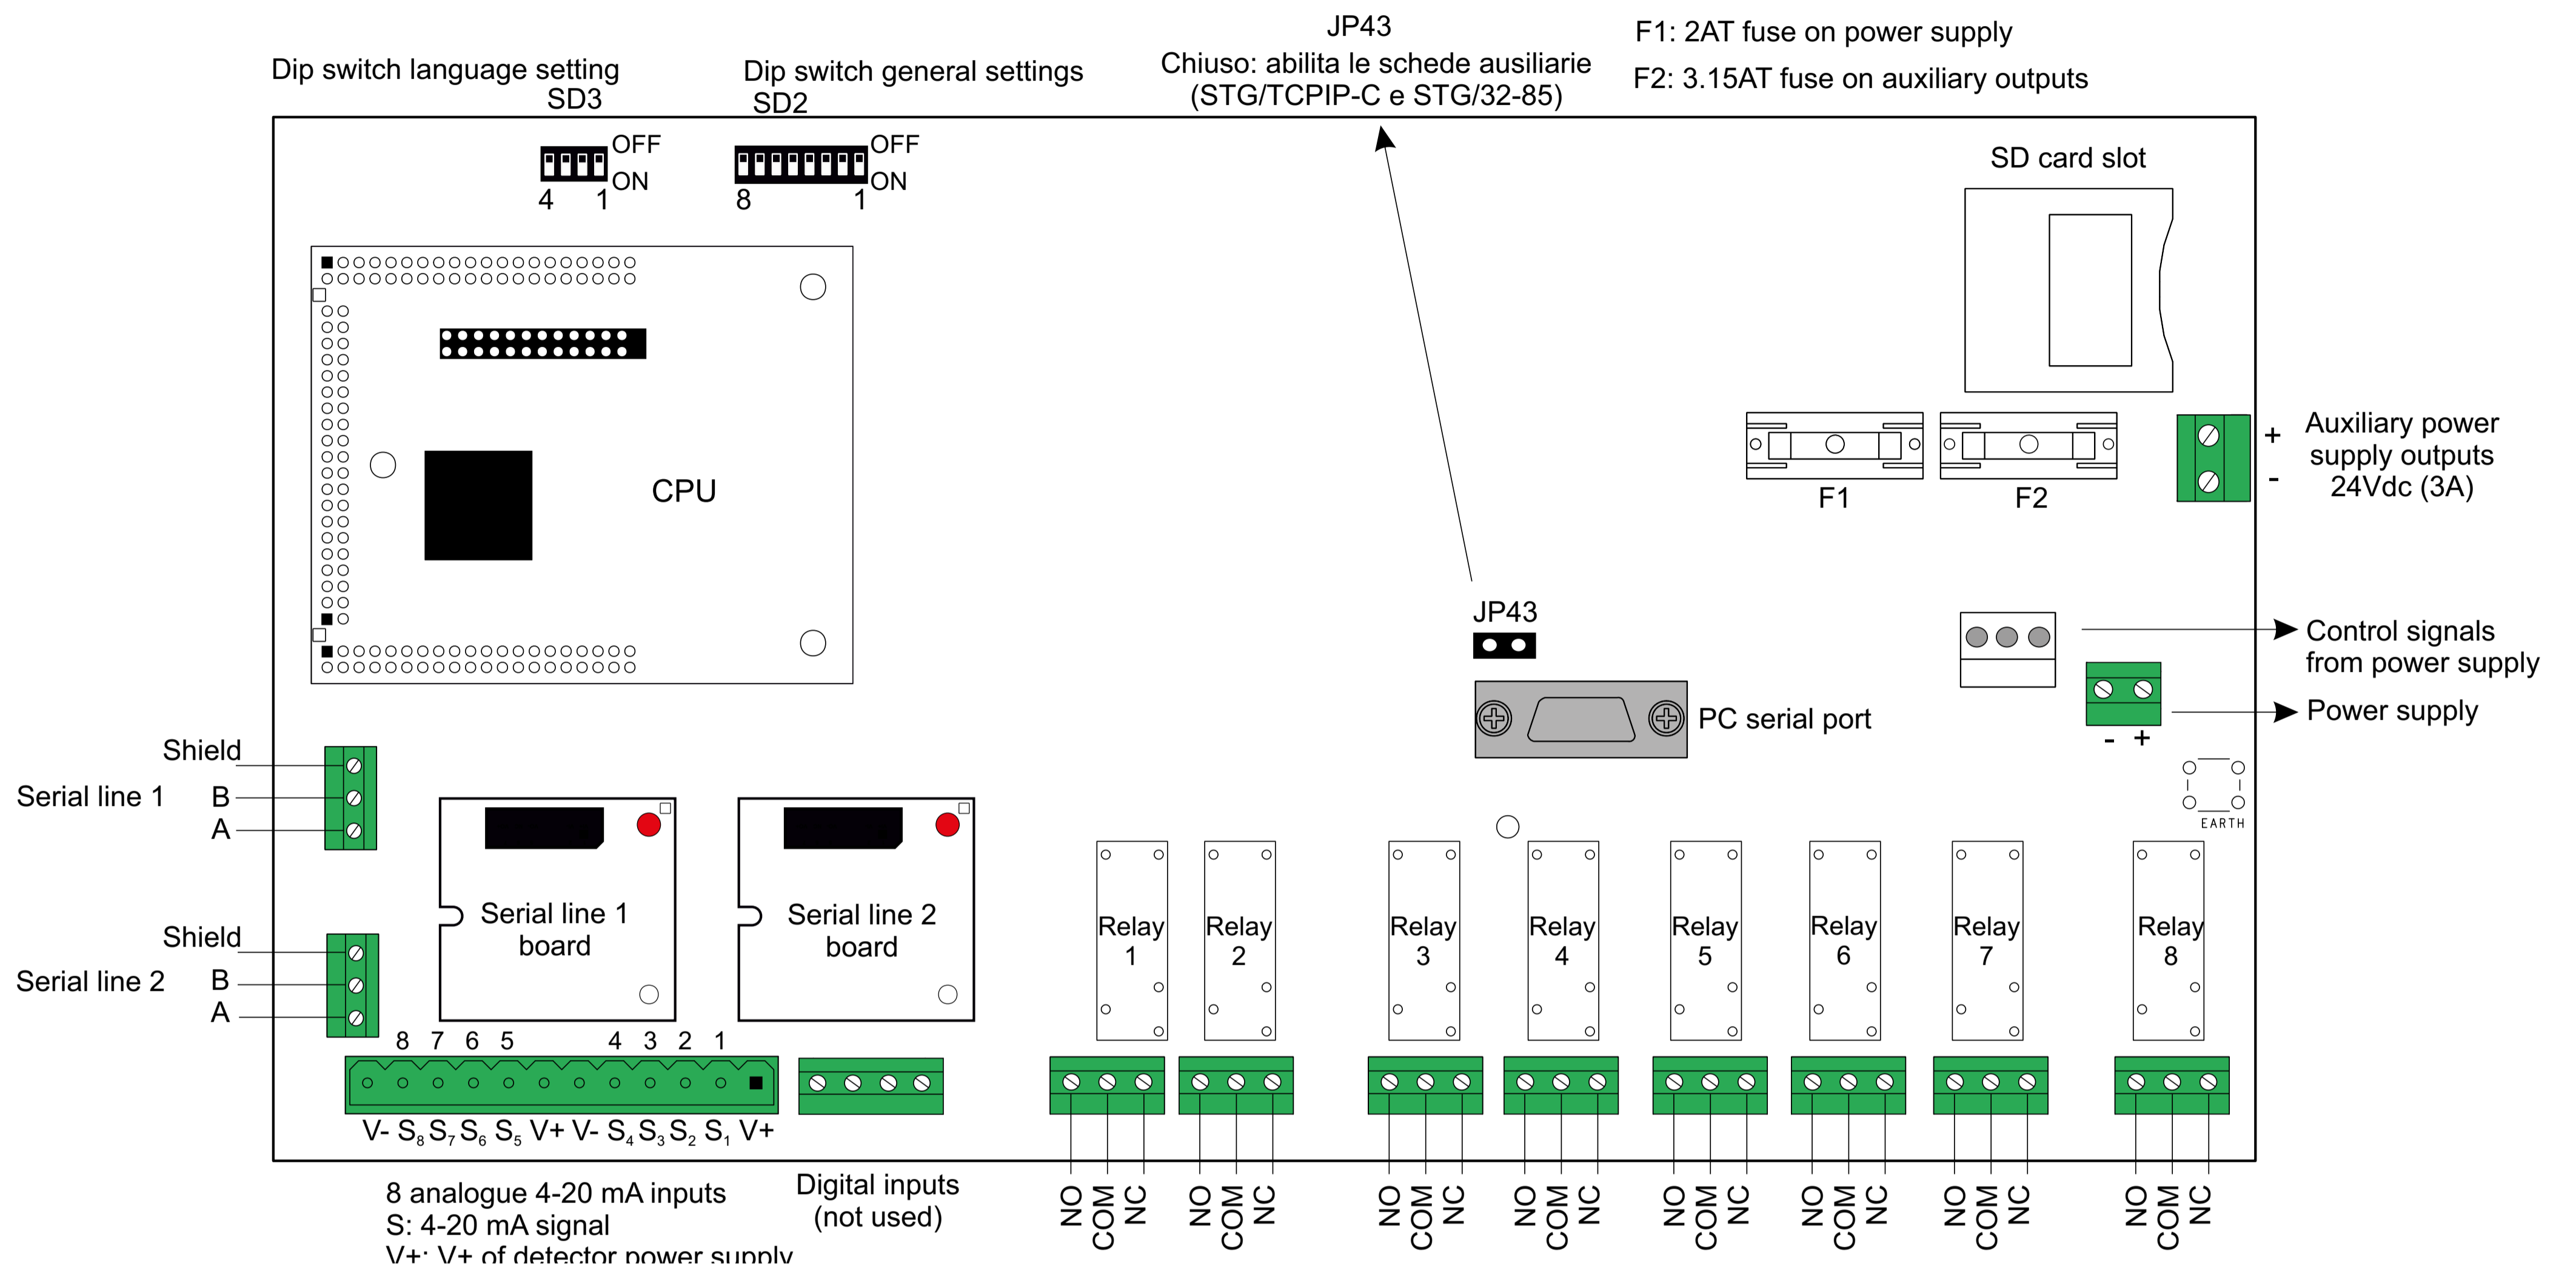 JP43
Chiuso: abilita le schede ausiliarie
(STG/TCPIP-C e STG/32-85)
F1: 2AT fuse on power supply
F2: 3.15AT fuse on auxiliary outputs
Dip switch language setting
SD3
Dip switch general settings
SD2
OFF
ON
4 1
OFF
ON
8 1
SD card slot
CPU
F1
F2
+
-
Auxiliary power
supply outputs
24Vdc (3A)
JP43
PC serial port
Control signals
from power supply
Power supply
- +
EARTH
Shield
Serial line 1 B
A
Shield
Serial line 2 B
A
Serial line 1
board
Serial line 2
board
Relay
1
Relay
2
Relay
3
Relay
4
Relay
5
Relay
6
Relay
7
Relay
8
8 7 6 5 4 3 2 1
V- S8 S7 S6 S5 V+ V- S4 S3 S2 S1 V+
8 analogue 4-20 mA inputs
S: 4-20 mA signal
V+: V+ of detector power supply
Digital inputs
(not used)
NO COM NC
NO COM NC
NO COM NC
NO COM NC
NO COM NC
NO COM NC
NO COM NC
NO COM NC